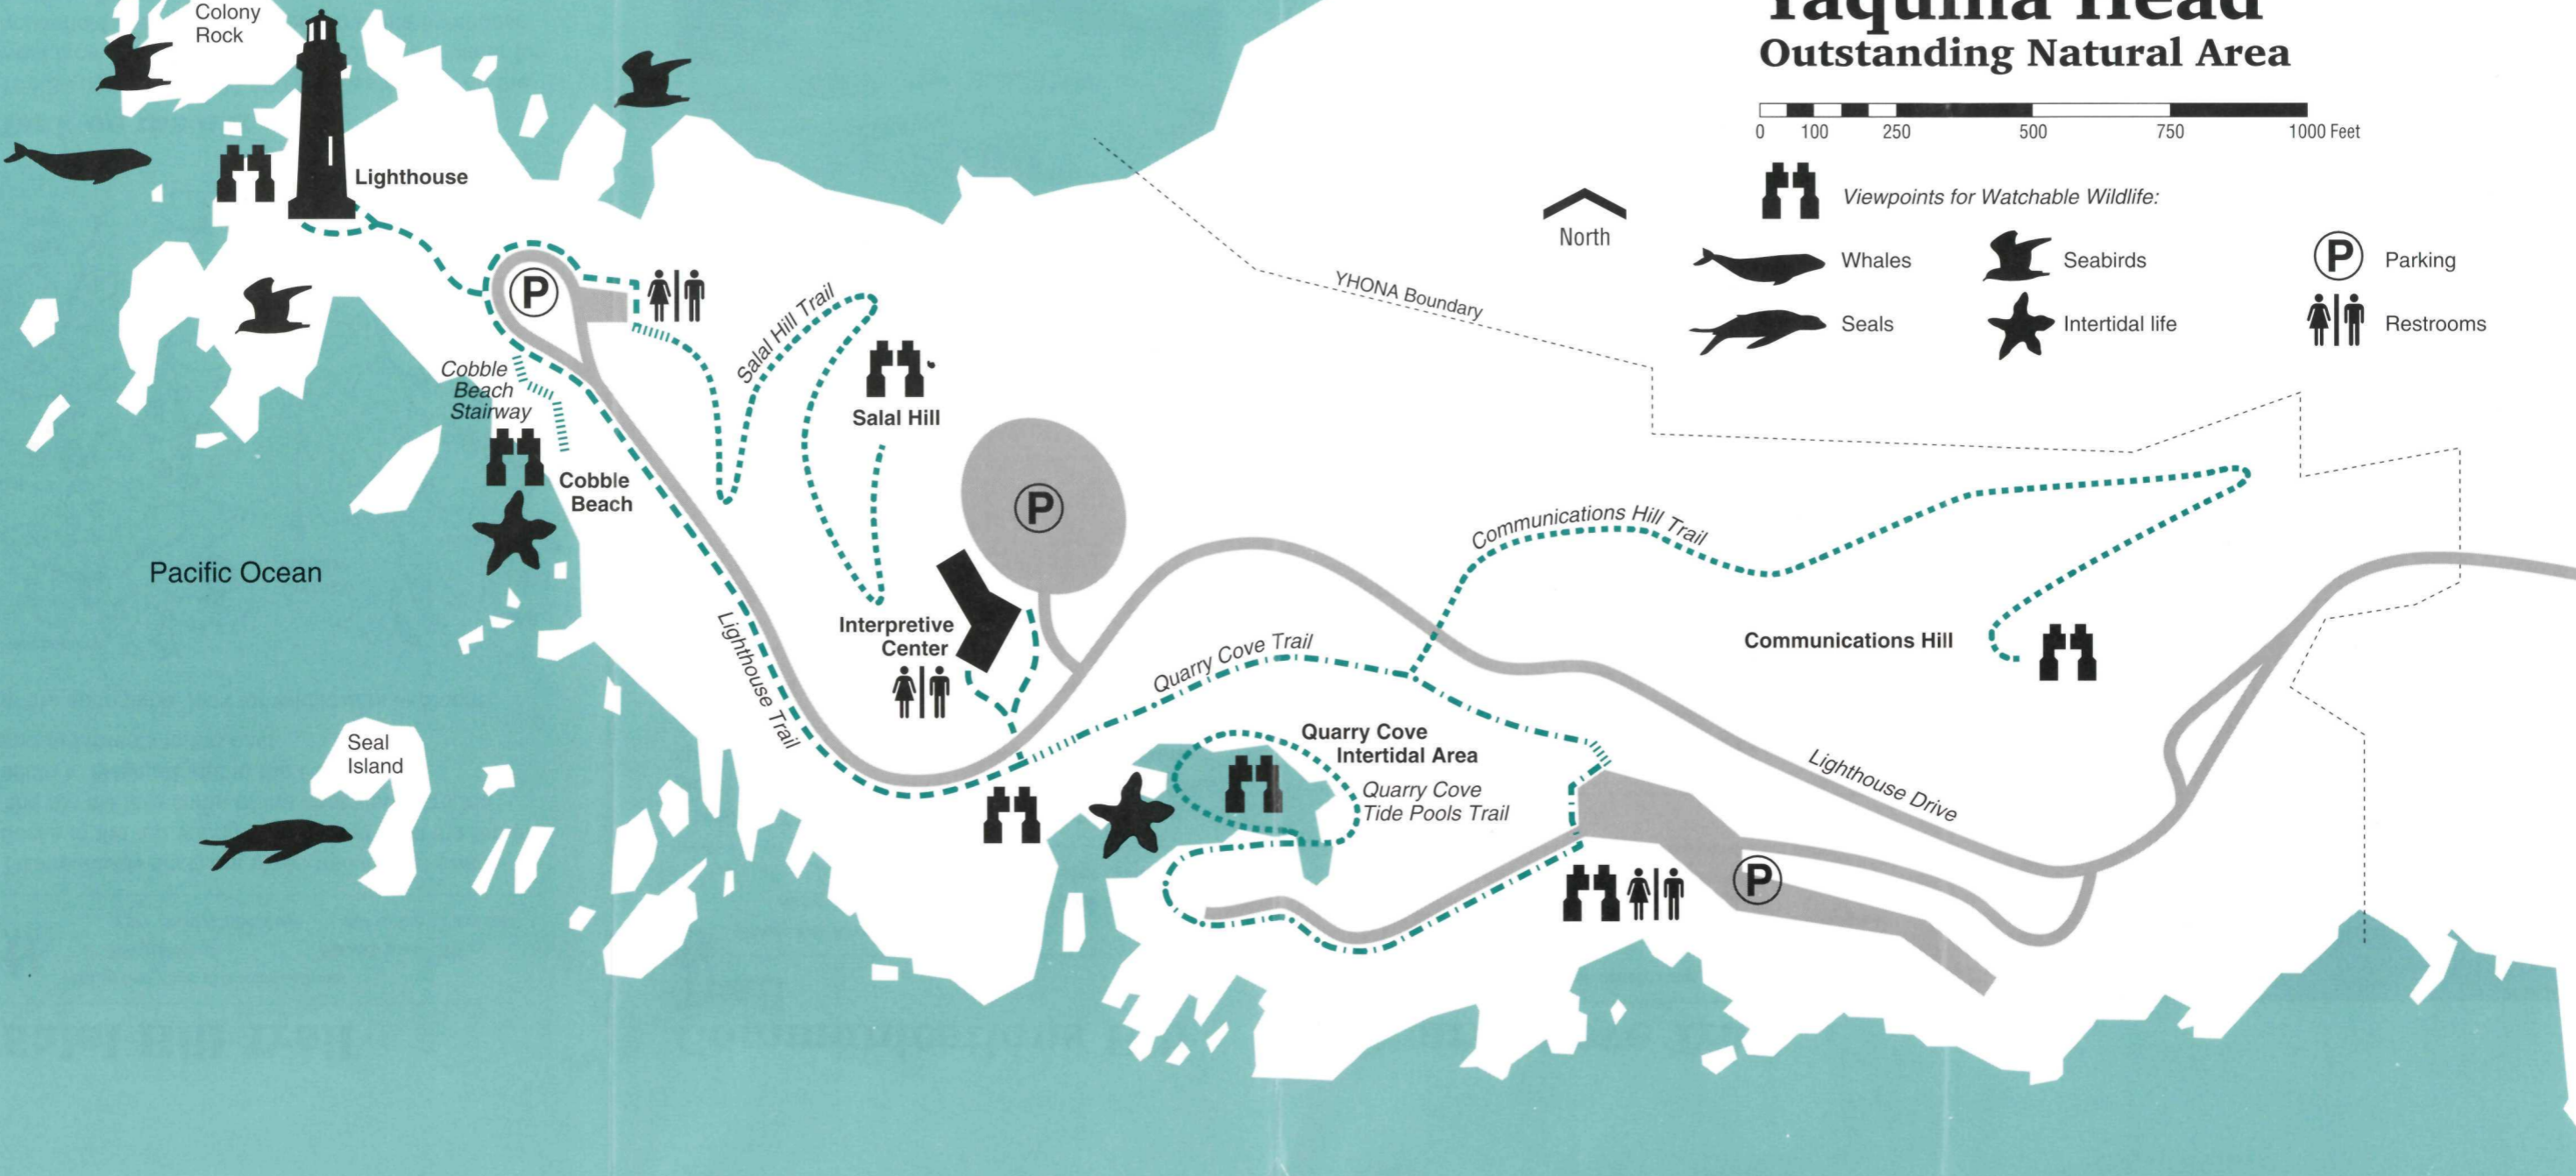 Colony
Rock
Yaquina Head
Outstanding Natural Area
0 100 250 500 750 1000 Feet
Viewpoints for Watchable Wildlife:
Whales
Seabirds
P Parking
Seals
Intertidal life
Restrooms
North
YHONA Boundary
Lighthouse
P
Salal Hill Trail
Cobble
Beach
Stairway
Salal Hill
Cobble
Beach
P
Communications Hill Trail
Pacific Ocean
Interpretive
Center
Lighthouse Trail
Quarry Cove Trail
Communications Hill
Quarry Cove
Intertidal Area
Quarry Cove
Tide Pools Trail
Seal
Island
Lighthouse Drive
P